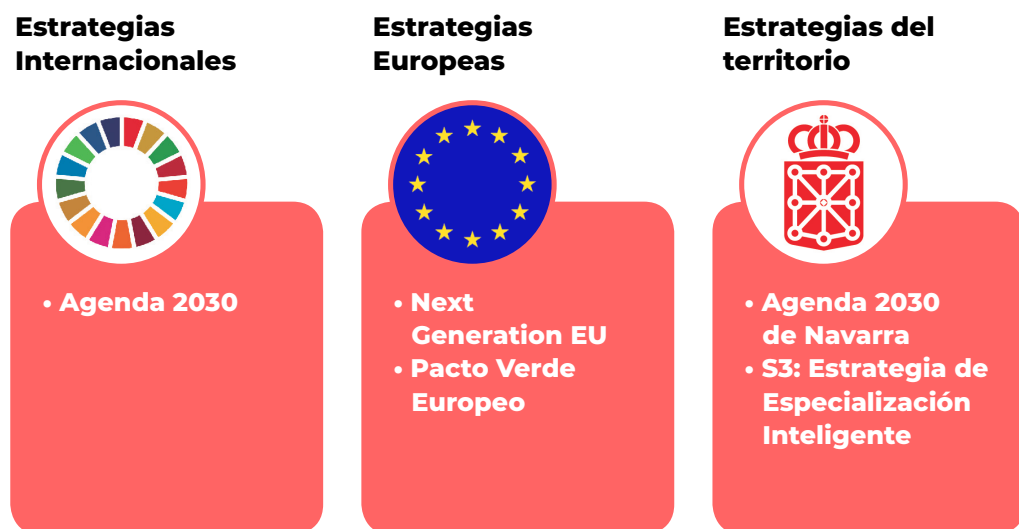 Estrategias
Internacionales
• Agenda 2030
Estrategias
Europeas
• Next
Generation EU
• Pacto Verde
Europeo
Estrategias del
territorio
• Agenda 2030
de Navarra
• S3: Estrategia de
Especialización
Inteligente